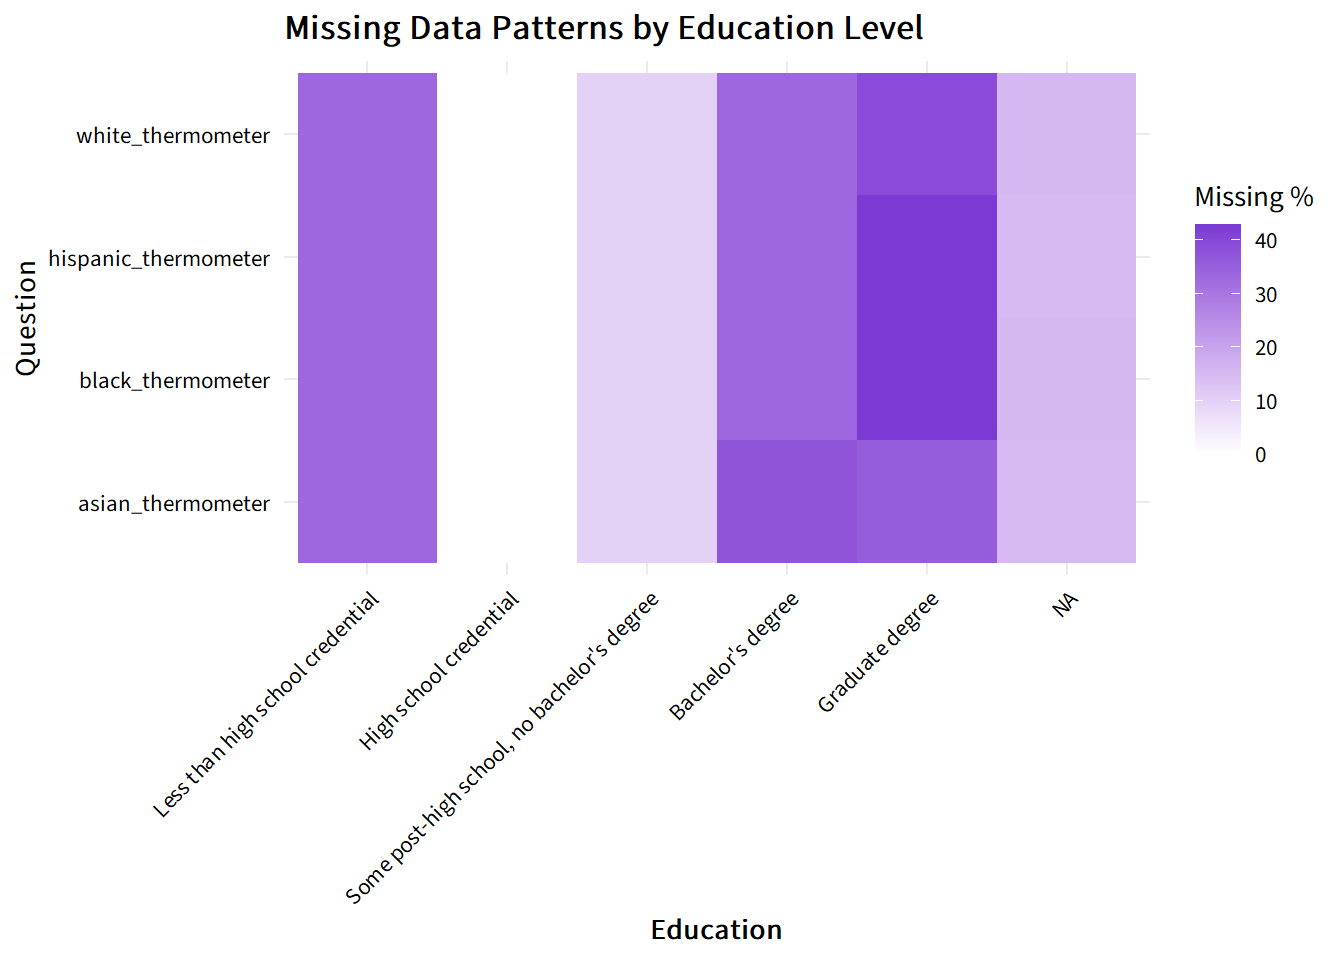 Missing Data Patterns by Education Level
white_thermometer
hispanic_thermometer
black_thermometer
asian_thermometer
Question
Less than high school credential
High school credential
Some post-high school, no bachelor's degree
Bachelor's degree
Graduate degree
NA
Education
Missing %
40
30
20
10
0